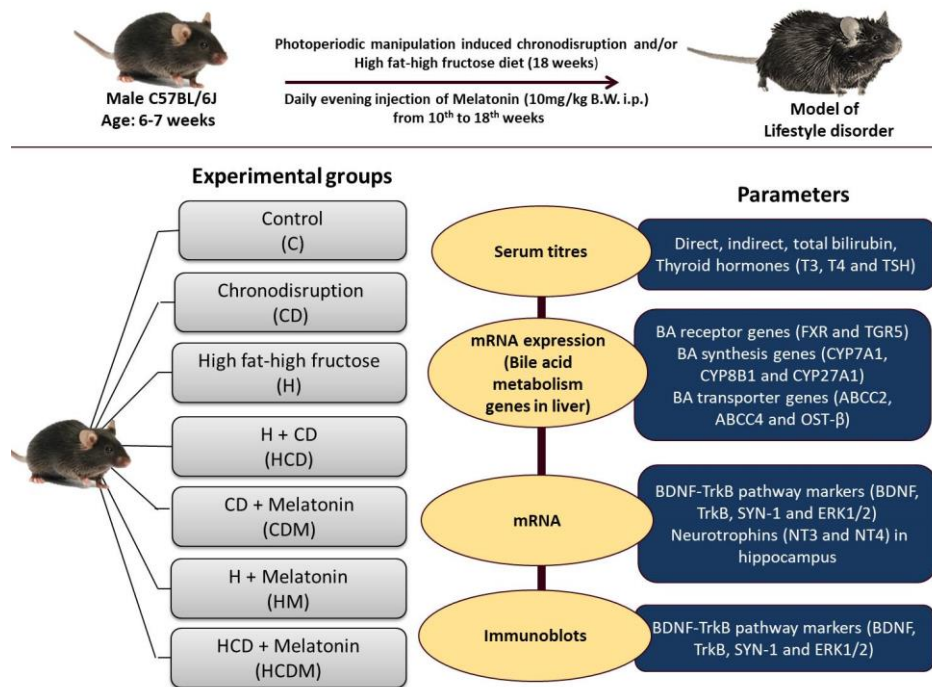 Photoperiodic manipulation induced chronodisruption and/or
High fat-high fructose diet (18 weeks)
Daily evening injection of Melatonin (10mg/kg B.W. i.p.)
from 10th to 18th weeks
Male C57BL/6J
Age: 6-7 weeks
Model of
Lifestyle disorder
Experimental groups
Control
(C)
Chronodisruption
(CD)
High fat-high fructose
(H)
H + CD
(HCD)
CD + Melatonin
(CDM)
H + Melatonin
(HM)
HCD + Melatonin
(HCDM)
Serum titres
mRNA expression
(Bile acid
metabolism
genes in liver)
mRNA
Immunoblots
Parameters
Direct, indirect, total bilirubin,
Thyroid hormones (T3, T4 and TSH)
BA receptor genes (FXR and TGR5)
BA synthesis genes (CYP7A1,
CYP8B1 and CYP27A1)
BA transporter genes (ABCC2,
ABCC4 and OST-β)
BDNF-TrkB pathway markers (BDNF,
TrkB, SYN-1 and ERK1/2)
Neurotrophins (NT3 and NT4) in
hippocampus
BDNF-TrkB pathway markers (BDNF,
TrkB, SYN-1 and ERK1/2)